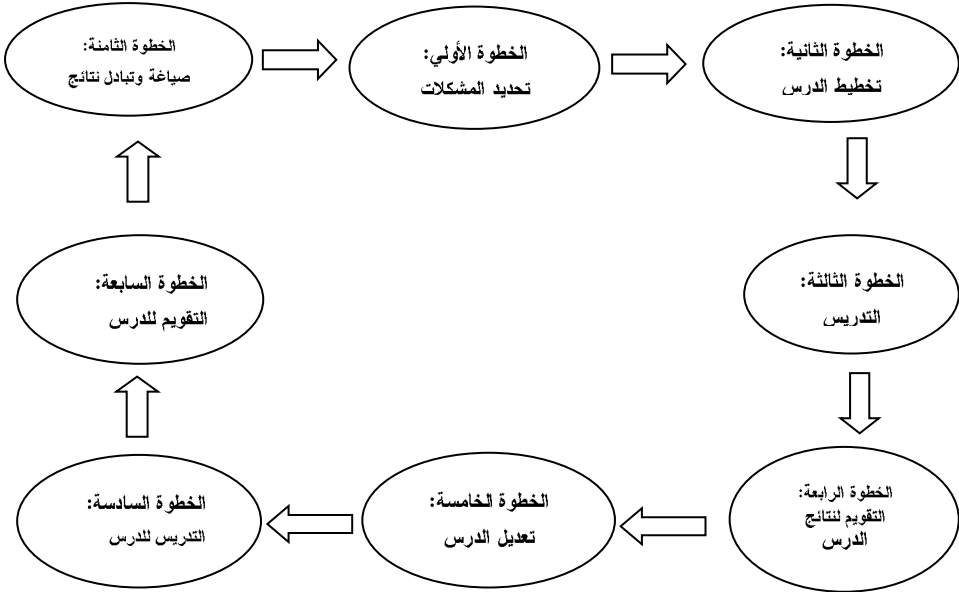 الخطوة الأولي:
تحديد المشكلات
الخطوة الثانية:
تخطيط الدرس
الخطوة الثالثة:
التدريس
الخطوة الرابعة:
التقويم لنتائج
الدرس
الخطوة الخامسة:
تعديل الدرس
الخطوة السادسة:
التدريس للدرس
الخطوة السابعة:
التقويم للدرس
الخطوة الثامنة:
صياغة وتبادل نتائج